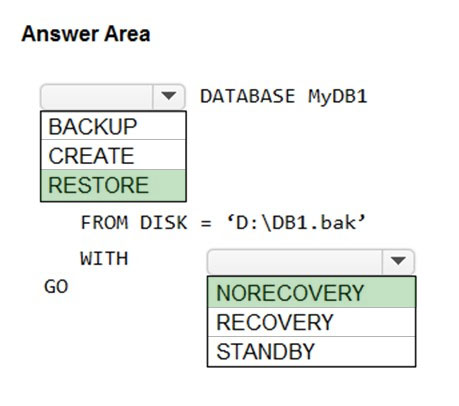 Answer Area
DATABASE MyDB1
BACKUP
CREATE
RESTORE
FROM DISK = ‘D:\DB1.bak’
WITH
GO
NORECOVERY
RECOVERY
STANDBY